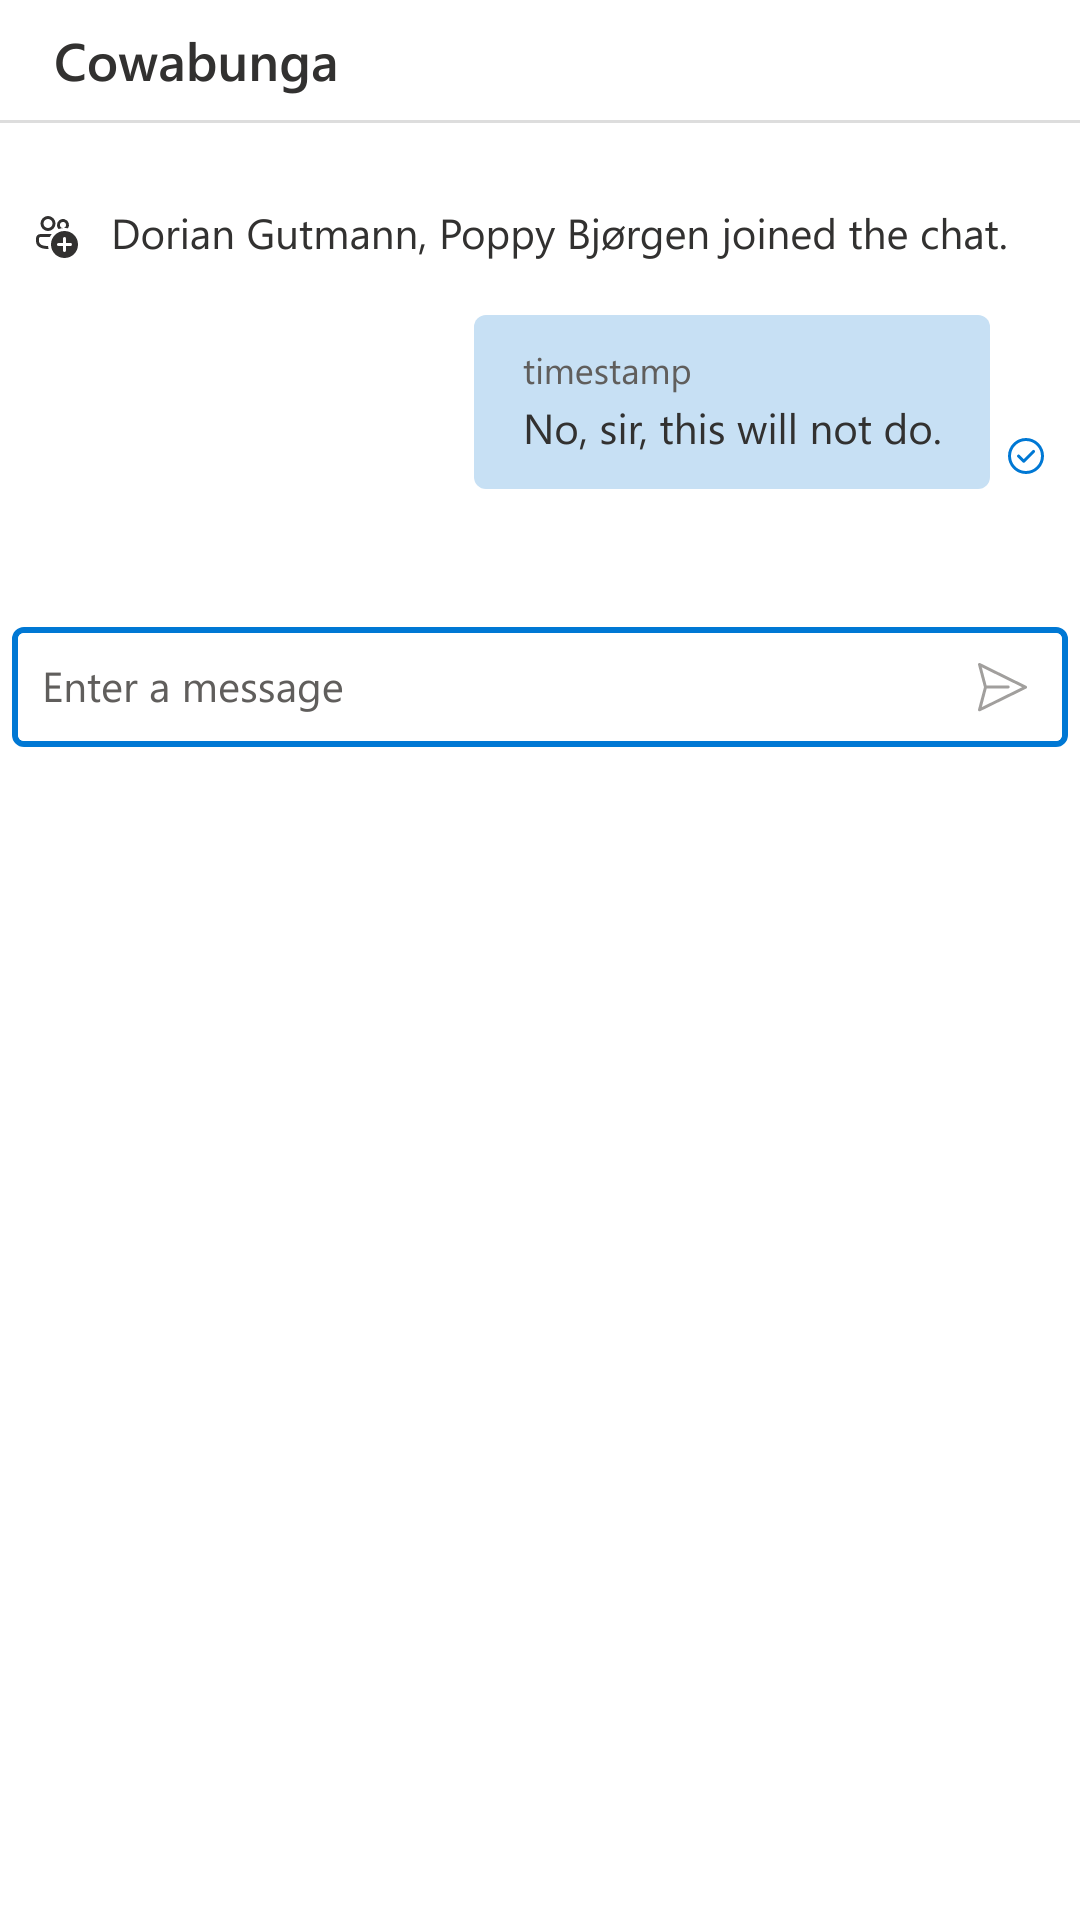 Cowabunga
Dorian Gutmann, Poppy Bjørgen joined the chat.
timestamp
No, sir, this will not do.
Enter a message